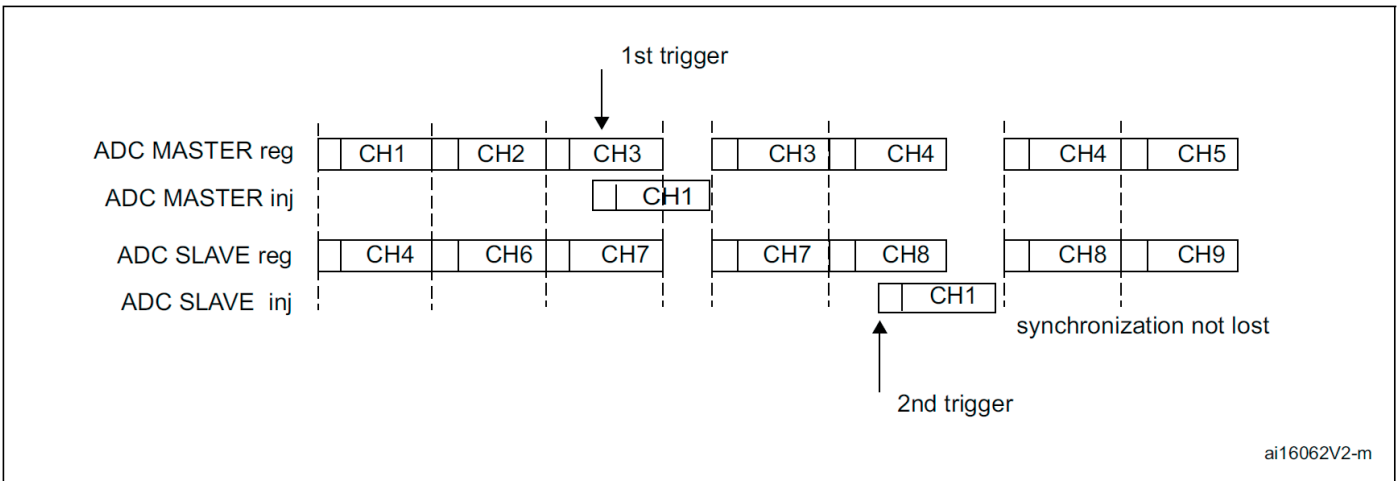 1st trigger
ADC MASTER reg CH1 CH2 CH3 CH3 CH4 CH4 CH5
ADC MASTER inj CH1
ADC SLAVE reg CH4 CH6 CH7 CH7 CH8 CH8 CH9
ADC SLAVE inj CH1
synchronization not lost
2nd trigger
ai16062V2-m